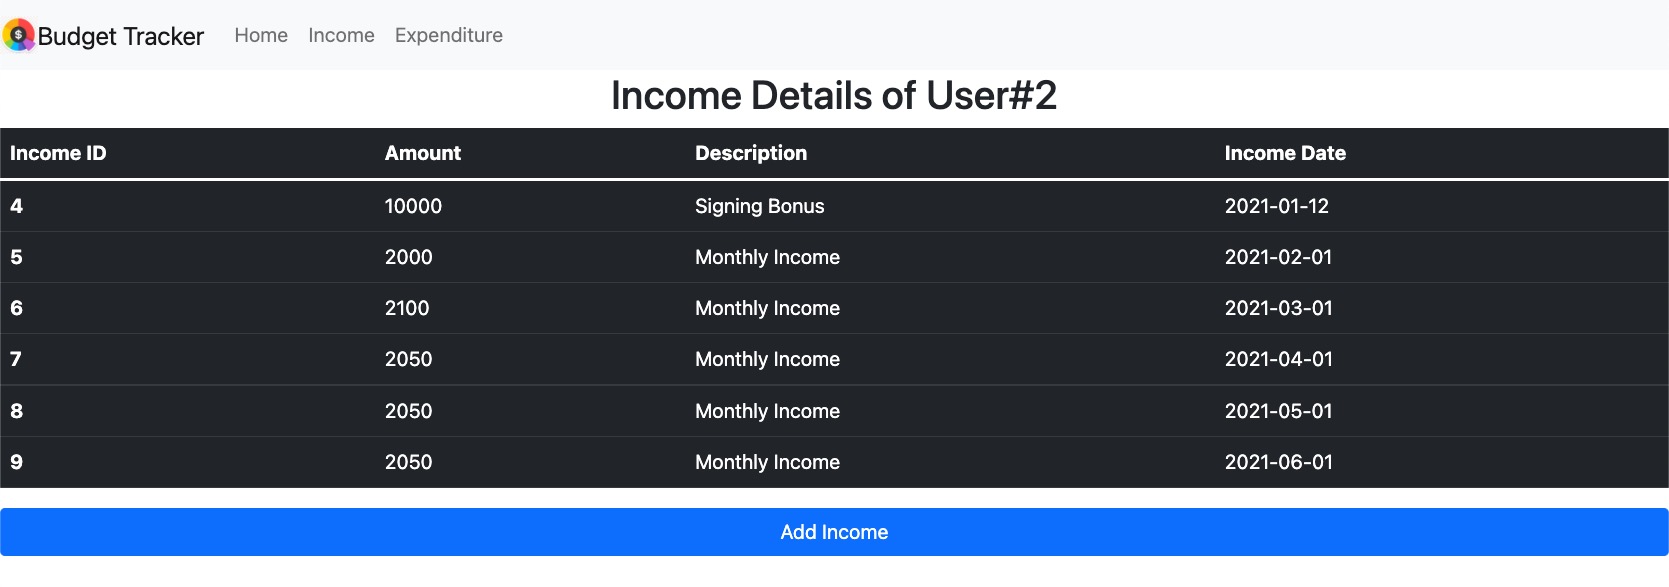 $ Budget Tracker Home Income Expenditure
Income Details of User#2
Income ID Amount Description Income Date
4 10000 Signing Bonus 2021-01-12
5 2000 Monthly Income 2021-02-01
6 2100 Monthly Income 2021-03-01
7 2050 Monthly Income 2021-04-01
8 2050 Monthly Income 2021-05-01
9 2050 Monthly Income 2021-06-01
Add Income